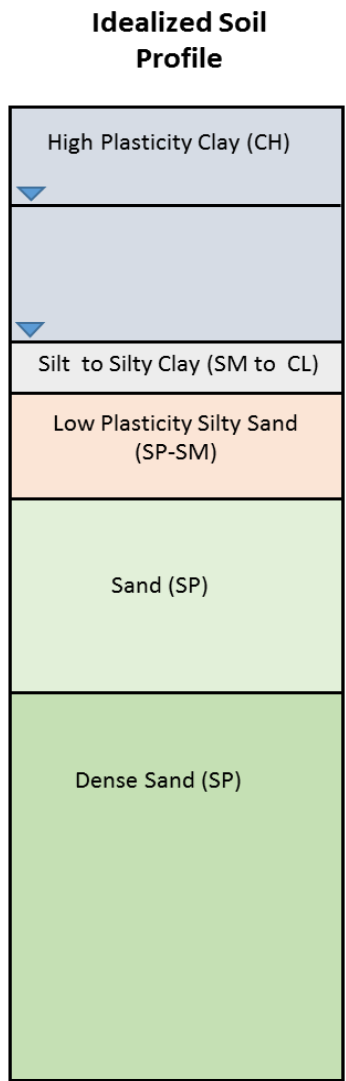 Idealized Soil
Profile
High Plasticity Clay (CH)
Silt to Silty Clay (SM to CL)
Low Plasticity Silty Sand
(SP-SM)
Sand (SP)
Dense Sand (SP)